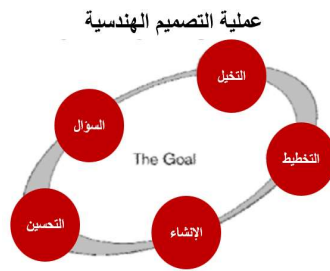 عملية التصميم الهندسية
التخيل
السؤال
التخطيط
The Goal
التحسين
الإنشاء